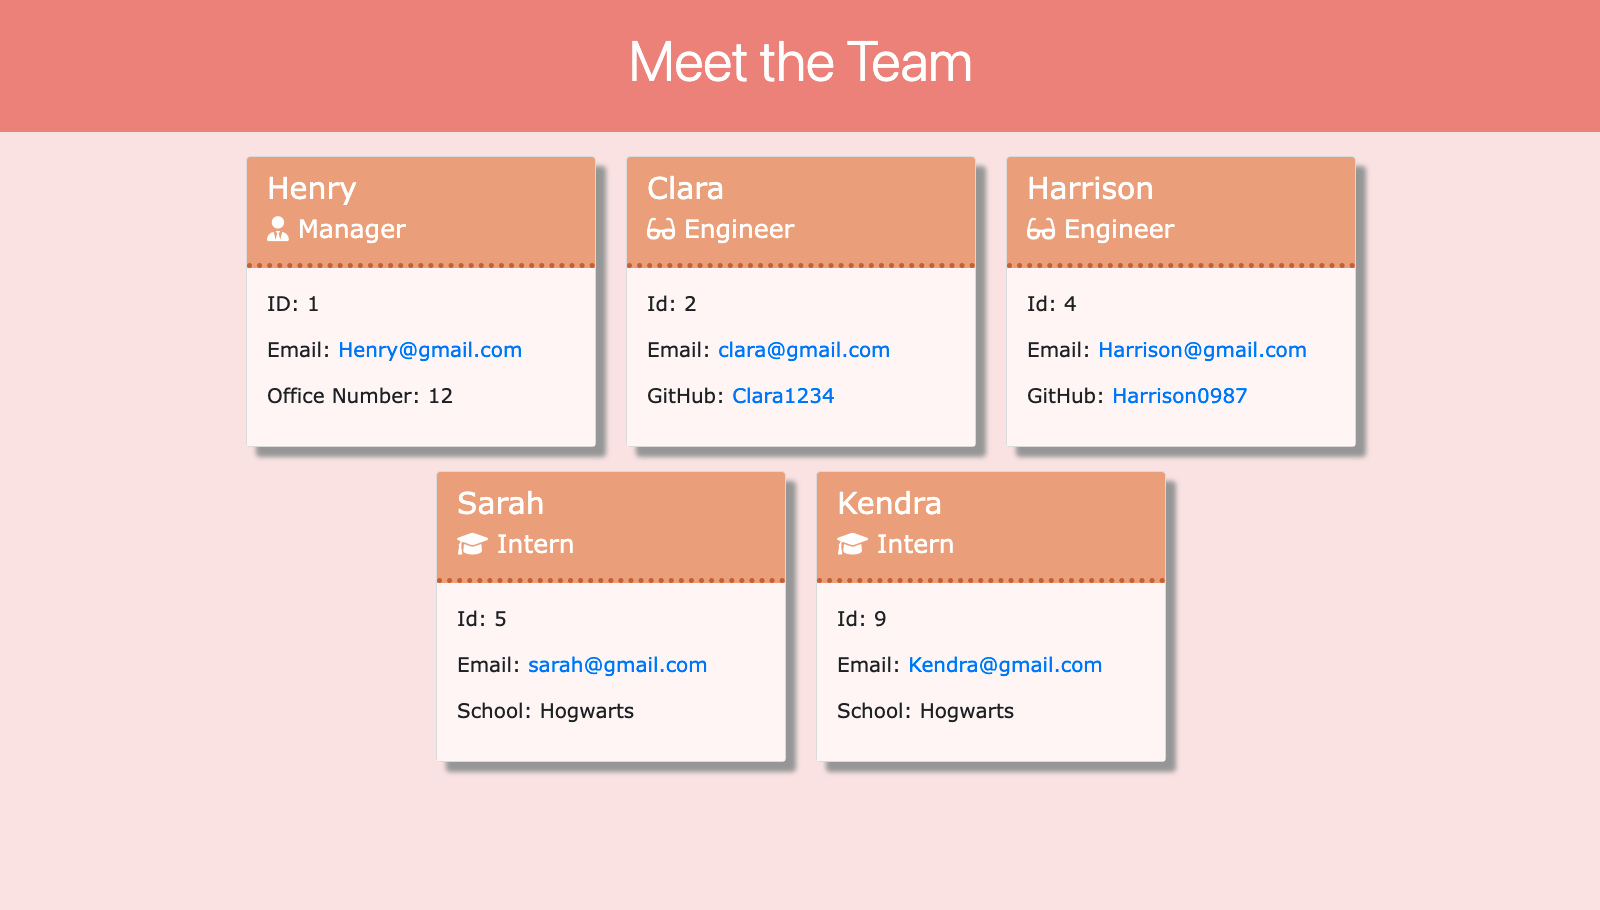 Meet the Team
Henry
Manager
ID: 1
Email: Henry@gmail.com
Office Number: 12
Clara
Engineer
Id: 2
Email: clara@gmail.com
GitHub: Clara1234
Harrison
Engineer
Id: 4
Email: Harrison@gmail.com
GitHub: Harrison0987
Sarah
Intern
Id: 5
Email: sarah@gmail.com
School: Hogwarts
Kendra
Intern
Id: 9
Email: Kendra@gmail.com
School: Hogwarts